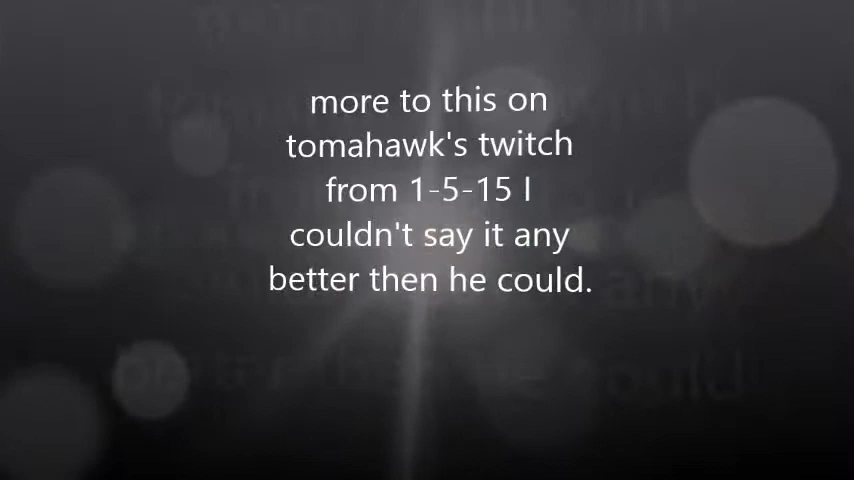 more to this on
tomahawk's twitch
from 1-5-15 I
couldn't say it any
better then he could.